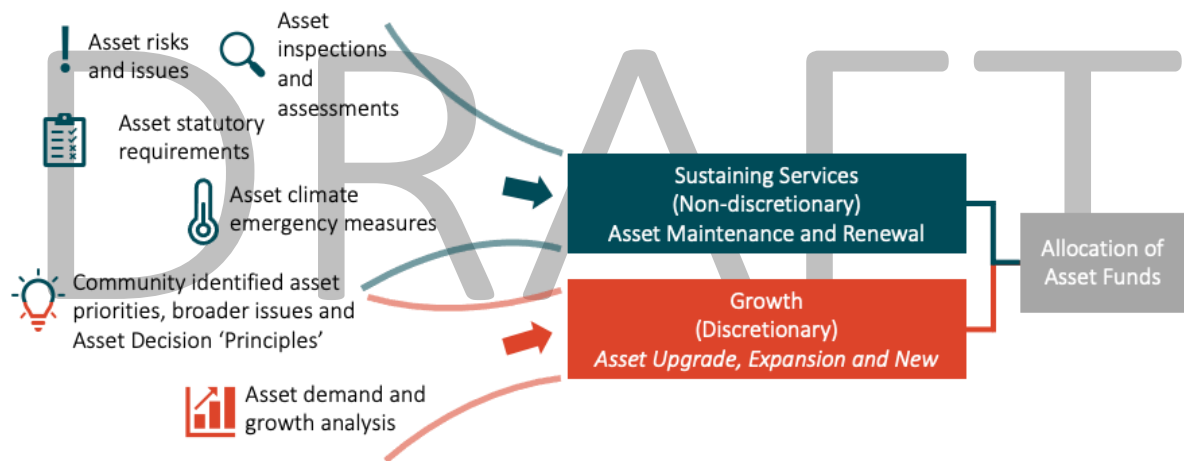 DRAFT
Asset risks
and issues
Asset
inspections
and
assessments
Asset statutory
requirements
Asset climate
emergency measures
Community identified asset
priorities, broader issues and
Asset Decision ‘Principles’
Asset demand and
growth analysis
Sustaining Services
(Non-discretionary)
Asset Maintenance and Renewal
Growth
(Discretionary)
Asset Upgrade, Expansion and New
Allocation of
Asset Funds